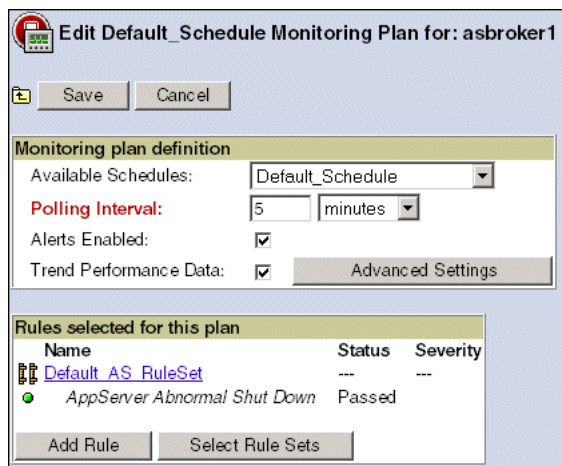 Edit Default_Schedule Monitoring Plan for: asbroker1
Save Cancel
Monitoring plan definition
Available Schedules: Default_Schedule
Polling Interval: 5 minutes
Alerts Enabled:
Trend Performance Data: Advanced Settings
Rules selected for this plan
Name Status Severity
Default_AS_RuleSet --- ---
AppServer Abnormal Shut Down Passed
Add Rule Select Rule Sets